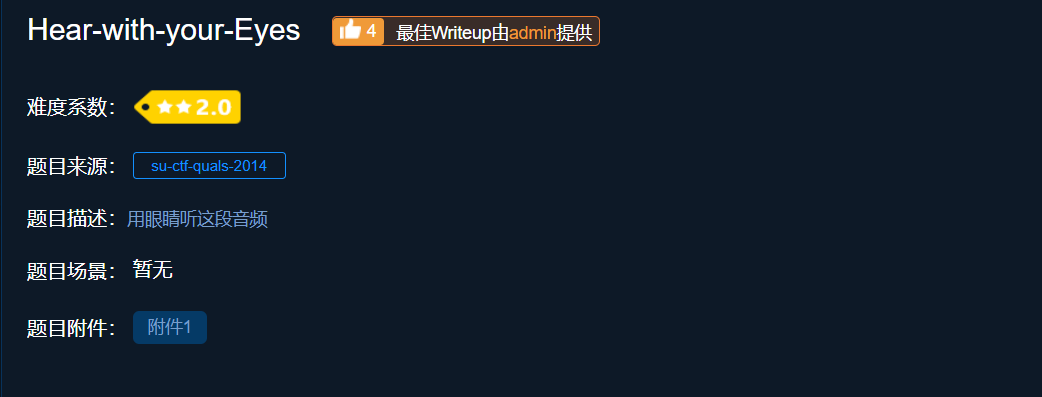 Hear-with-your-Eyes 4 最佳Writeup由admin提供
难度系数： 2.0
题目来源： su-ctf-quals-2014
题目描述： 用眼睛听这段音频
题目场景： 暂无
题目附件： 附件1